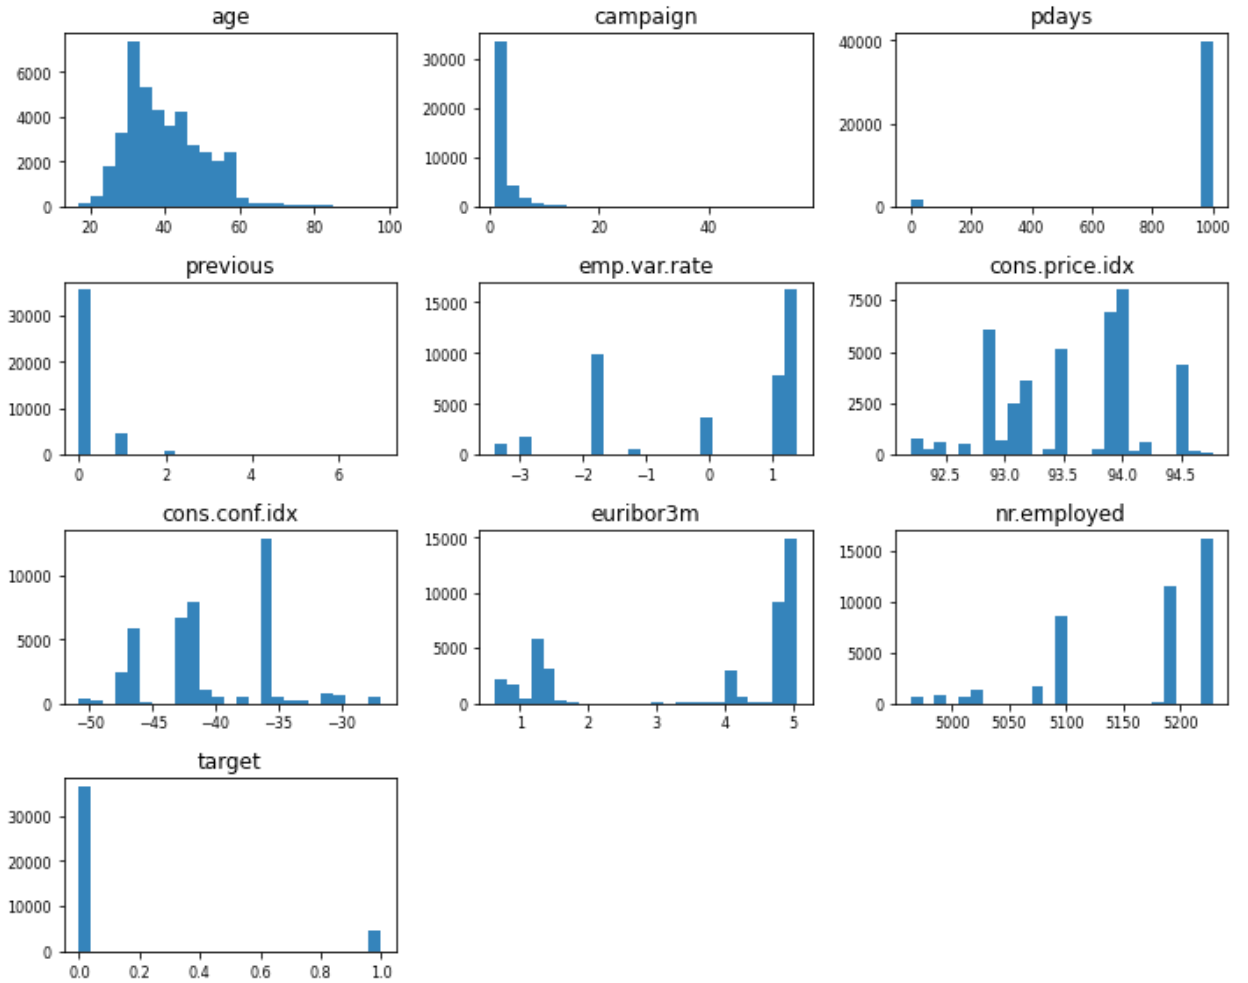 age
6000
4000
2000
0
20 40 60 80 100
campaign
30000
20000
10000
0
0 20 40
pdays
40000
20000
0
0 200 400 600 800 1000
previous
30000
20000
10000
0
0 2 4 6
emp.var.rate
15000
10000
5000
0
−3 −2 −1 0 1
cons.price.idx
7500
5000
2500
0
92.5 93.0 93.5 94.0 94.5
cons.conf.idx
10000
5000
0
−50 −45 −40 −35 −30
euribor3m
15000
10000
5000
0
1 2 3 4 5
nr.employed
15000
10000
5000
0
5000 5050 5100 5150 5200
target
30000
20000
10000
0
0.0 0.2 0.4 0.6 0.8 1.0